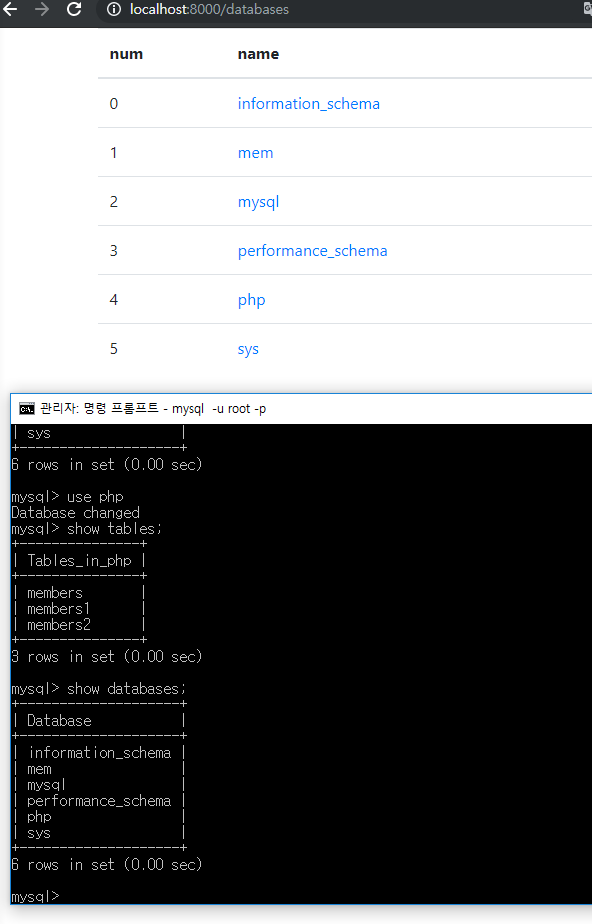 localhost:8000/databases
num name
0 information_schema
1 mem
2 mysql
3 performance_schema
4 php
5 sys
관리자: 명령 프롬프트 - mysql  -u root -p
| sys                |
+--------------------+
6 rows in set (0.00 sec)
mysql> use php
Database changed
mysql> show tables;
+---------------+
| Tables_in_php |
+---------------+
| members       |
| members1      |
| members2      |
+---------------+
3 rows in set (0.00 sec)
mysql> show databases;
+--------------------+
| Database           |
+--------------------+
| information_schema |
| mem                |
| mysql              |
| performance_schema |
| php                |
| sys                |
+--------------------+
6 rows in set (0.00 sec)
mysql>